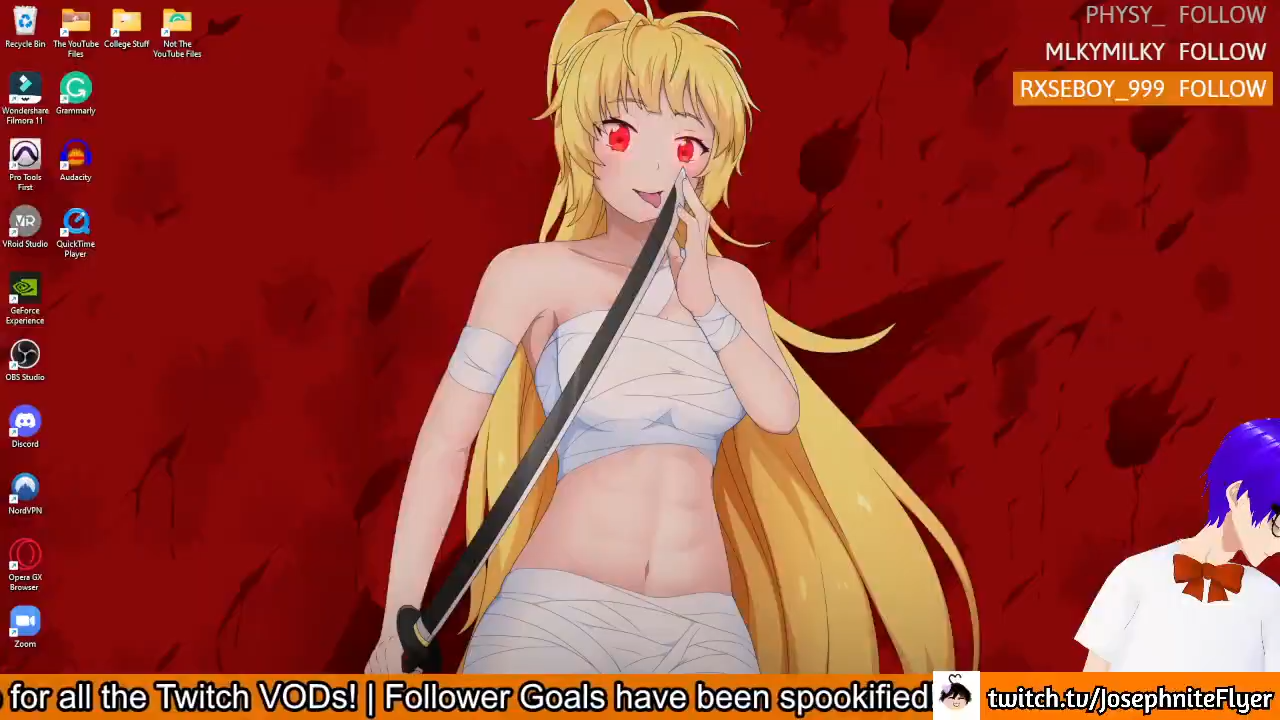 PHYSY_ FOLLOW
MLKYMILKY FOLLOW
RXSEBOY_999 FOLLOW
Recycle Bin
The YouTube
Files
College Stuff
Not The
YouTube Files
Wondershare
Filmora 11
Grammarly
Pro Tools
First
Audacity
VRoid Studio
QuickTime
Player
GeForce
Experience
OBS Studio
Discord
NordVPN
Opera GX
Browser
Zoom
for all the Twitch VODs! | Follower Goals have been spookified!
twitch.tv/JosephniteFlyer